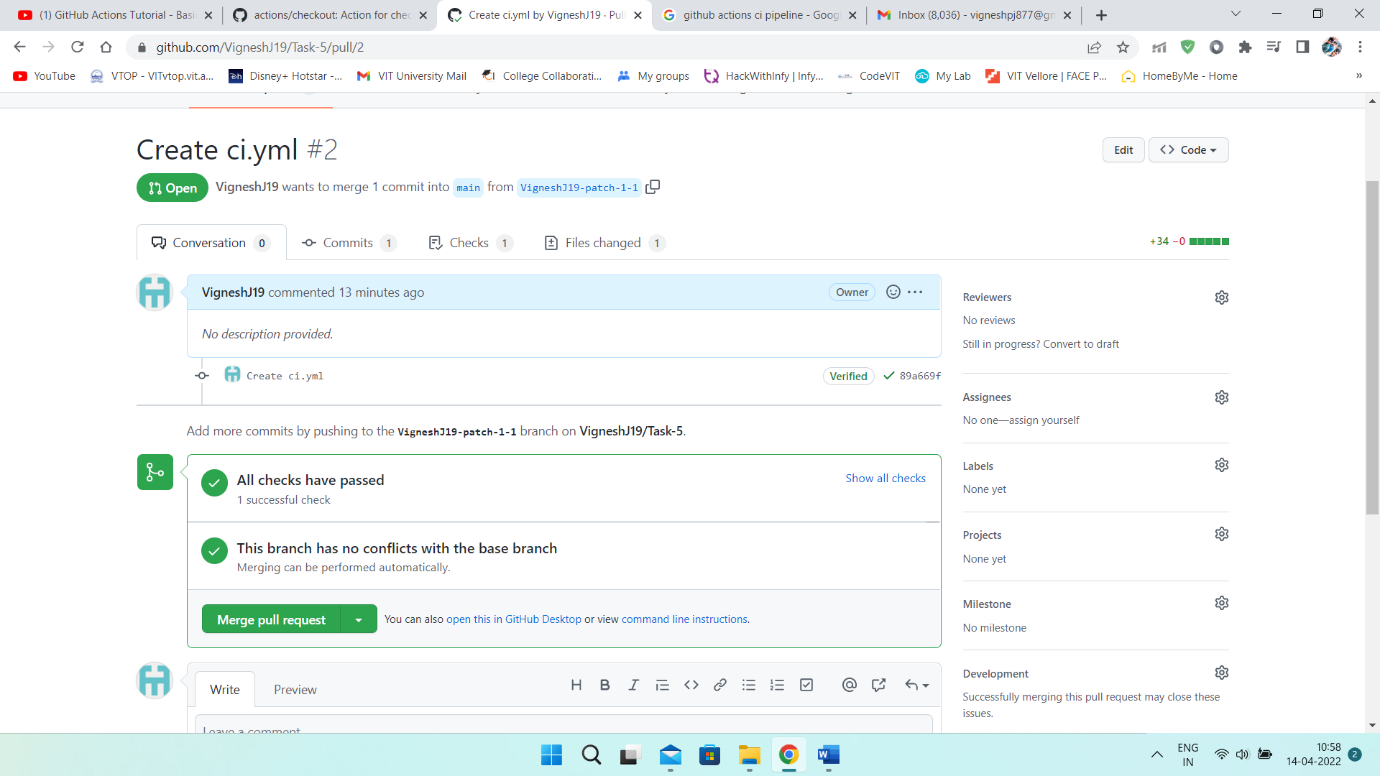 (1) GitHub Actions Tutorial - Basi
actions/checkout: Action for chec
Create ci.yml by VigneshJ19 · Pull
github actions ci pipeline - Googl
Inbox (8,036) - vigneshpj877@gm
github.com/VigneshJ19/Task-5/pull/2
YouTube
VTOP - VITvtop.vit.a...
Disney+ Hotstar -...
VIT University Mail
College Collaborati...
My groups
HackWithInfy | Infy...
CodeVIT
My Lab
VIT Vellore | FACE P...
HomeByMe - Home
»
Create ci.yml #2
Edit
Code
Open
VigneshJ19 wants to merge 1 commit into main from VigneshJ19-patch-1-1
Conversation 0
Commits 1
Checks 1
Files changed 1
+34 −0
VigneshJ19 commented 13 minutes ago
Owner
No description provided.
Create ci.yml
Verified
89a669f
Add more commits by pushing to the VigneshJ19-patch-1-1 branch on VigneshJ19/Task-5.
All checks have passed
1 successful check
Show all checks
This branch has no conflicts with the base branch
Merging can be performed automatically.
Merge pull request
You can also open this in GitHub Desktop or view command line instructions.
Write
Preview
H B I
Leave a comment
Reviewers
No reviews
Still in progress? Convert to draft
Assignees
No one—assign yourself
Labels
None yet
Projects
None yet
Milestone
No milestone
Development
Successfully merging this pull request may close these
issues.
ENG
IN
10:58
14-04-2022
2